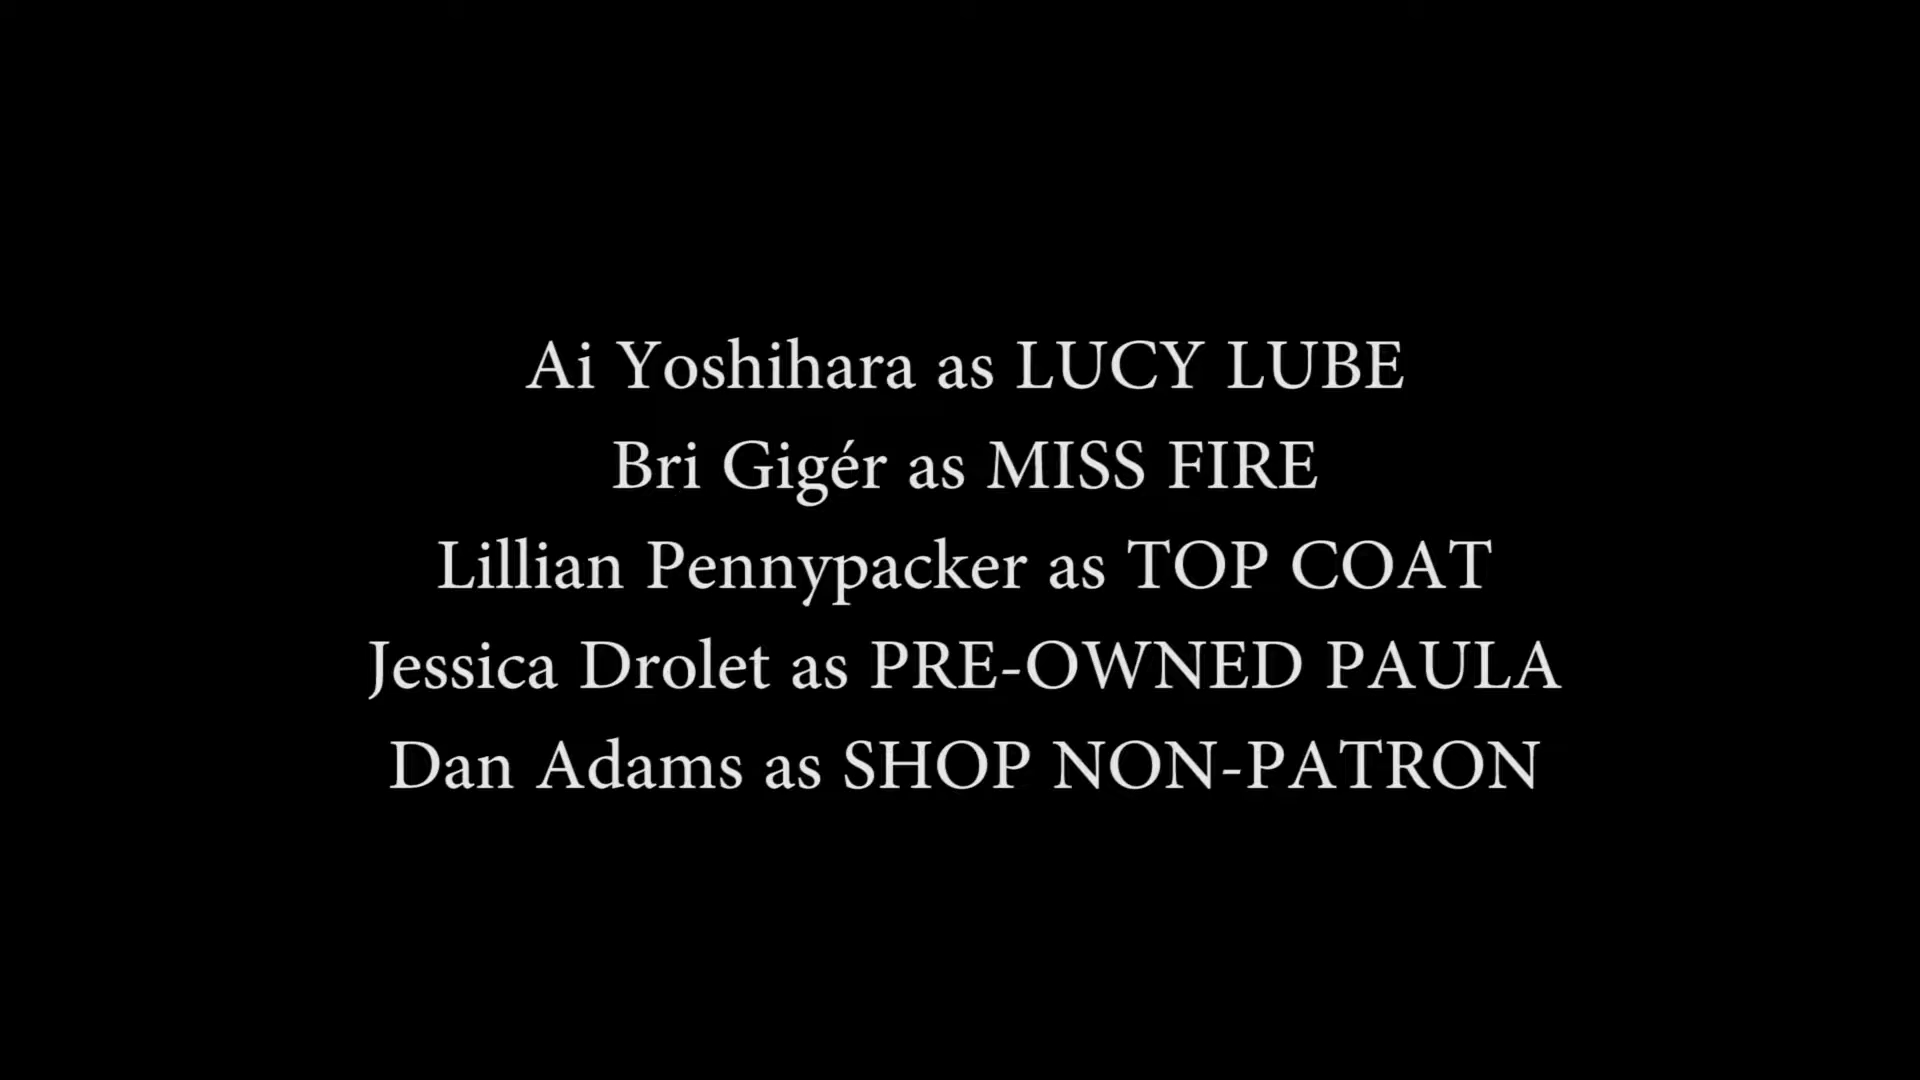 Ai Yoshihara as LUCY LUBE
Bri Gigér as MISS FIRE
Lillian Pennypacker as TOP COAT
Jessica Drolet as PRE-OWNED PAULA
Dan Adams as SHOP NON-PATRON